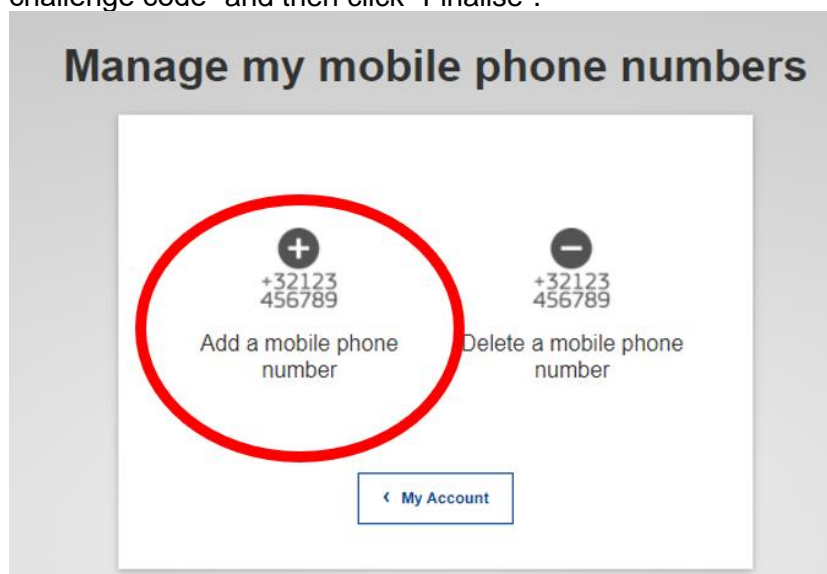 challenge code" and then click "Finalise".
Manage my mobile phone numbers
+32123
456789
Add a mobile phone
number
+32123
456789
Delete a mobile phone
number
‹ My Account